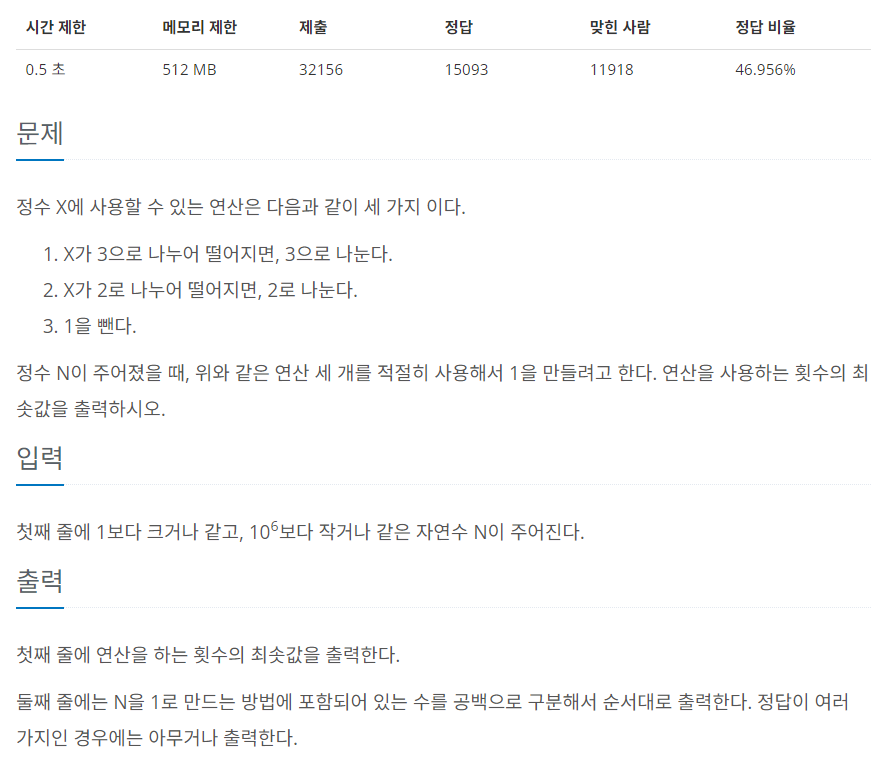 시간 제한 메모리 제한 제출 정답 맞힌 사람 정답 비율
0.5 초 512 MB 32156 15093 11918 46.956%
문제
정수 X에 사용할 수 있는 연산은 다음과 같이 세 가지 이다.
1. X가 3으로 나누어 떨어지면, 3으로 나눈다.
2. X가 2로 나누어 떨어지면, 2로 나눈다.
3. 1을 뺀다.
정수 N이 주어졌을 때, 위와 같은 연산 세 개를 적절히 사용해서 1을 만들려고 한다. 연산을 사용하는 횟수의 최
솟값을 출력하시오.
입력
첫째 줄에 1보다 크거나 같고, 10⁶보다 작거나 같은 자연수 N이 주어진다.
출력
첫째 줄에 연산을 하는 횟수의 최솟값을 출력한다.
둘째 줄에는 N을 1로 만드는 방법에 포함되어 있는 수를 공백으로 구분해서 순서대로 출력한다. 정답이 여러
가지인 경우에는 아무거나 출력한다.